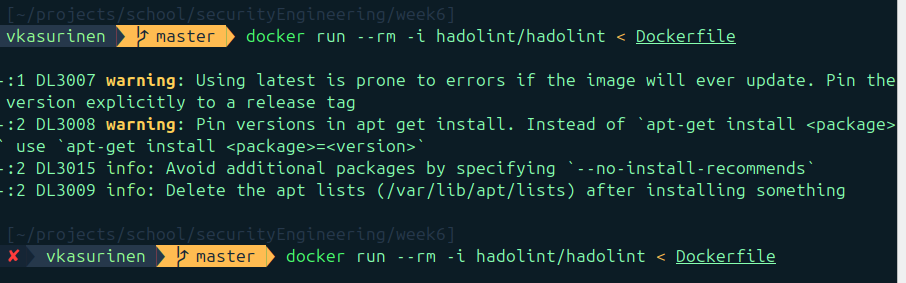 [~/projects/school/securityEngineering/week6]
vkasurinen master docker run --rm -i hadolint/hadolint < Dockerfile
-:1 DL3007 warning: Using latest is prone to errors if the image will ever update. Pin the
version explicitly to a release tag
-:2 DL3008 warning: Pin versions in apt get install. Instead of `apt-get install <package>
` use `apt-get install <package>=<version>`
-:2 DL3015 info: Avoid additional packages by specifying `--no-install-recommends`
-:2 DL3009 info: Delete the apt lists (/var/lib/apt/lists) after installing something
[~/projects/school/securityEngineering/week6]
✘ vkasurinen master docker run --rm -i hadolint/hadolint < Dockerfile